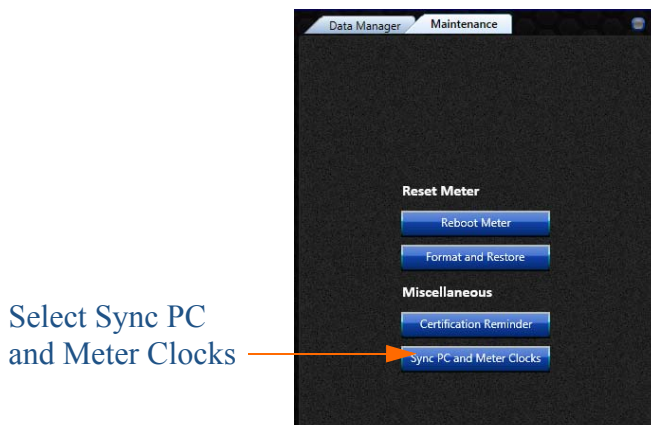 Data Manager
Maintenance
Reset Meter
Reboot Meter
Format and Restore
Miscellaneous
Certification Reminder
Select Sync PC
and Meter Clocks
Sync PC and Meter Clocks